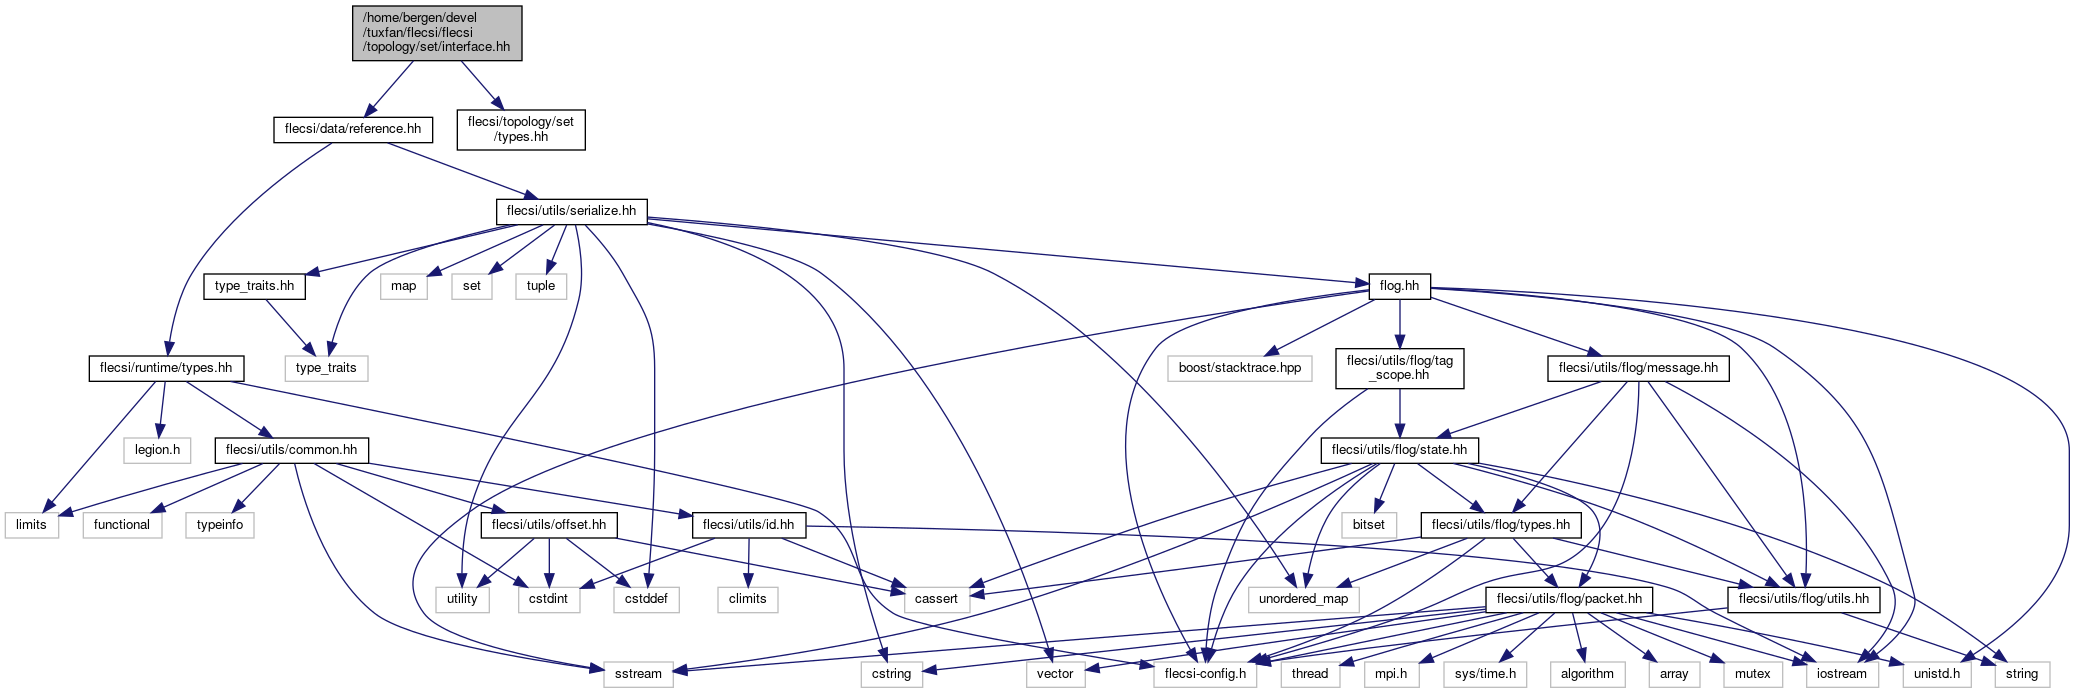 /home/bergen/devel
/tuxfan/flecsi/flecsi
/topology/set/interface.hh
flecsi/data/reference.hh
flecsi/topology/set
/types.hh
flecsi/utils/serialize.hh
type_traits.hh
map
set
tuple
flog.hh
flecsi/runtime/types.hh
type_traits
boost/stacktrace.hpp
flecsi/utils/flog/tag
_scope.hh
flecsi/utils/flog/message.hh
legion.h
flecsi/utils/common.hh
flecsi/utils/flog/state.hh
limits
functional
typeinfo
flecsi/utils/offset.hh
flecsi/utils/id.hh
bitset
flecsi/utils/flog/types.hh
utility
cstdint
cstddef
climits
cassert
unordered_map
flecsi/utils/flog/packet.hh
flecsi/utils/flog/utils.hh
sstream
cstring
vector
flecsi-config.h
thread
mpi.h
sys/time.h
algorithm
array
mutex
iostream
unistd.h
string